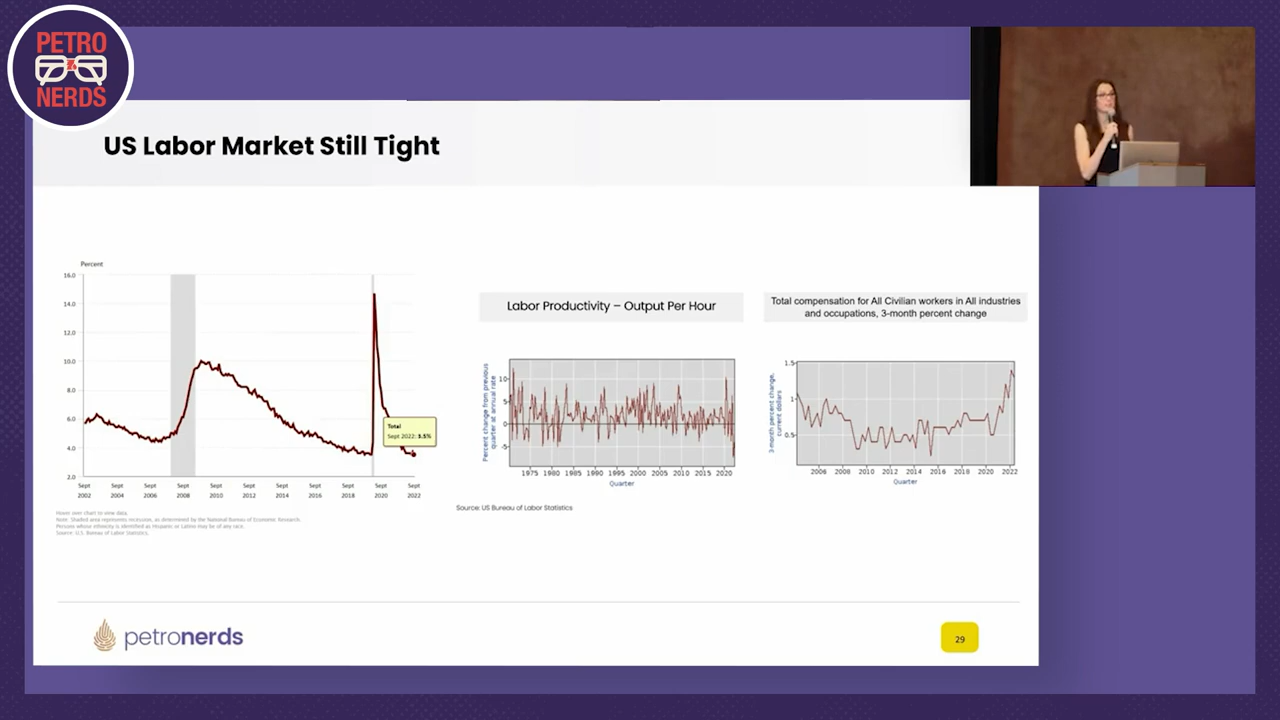 PETRO
NERDS
US Labor Market Still Tight
Percent
16.0
14.0
12.0
10.0
8.0
6.0
4.0
2.0
Total
Sept 2022: 3.5%
Sept Sept Sept Sept Sept Sept Sept Sept Sept Sept Sept
2002 2004 2006 2008 2010 2012 2014 2016 2018 2020 2022
Hover over chart to view data.
Note: Shaded area represents recession, as determined by the National Bureau of Economic Research.
Persons whose ethnicity is identified as Hispanic or Latino may be of any race.
Source: U.S. Bureau of Labor Statistics.
Labor Productivity – Output Per Hour
Percent change from previous
quarter at annual rate
10
5
0
-5
1975 1980 1985 1990 1995 2000 2005 2010 2015 2020
Quarter
Source: US Bureau of Labor Statistics
Total compensation for All Civilian workers in All industries
and occupations, 3-month percent change
3-month percent change,
current dollars
1.5
1
0.5
2006 2008 2010 2012 2014 2016 2018 2020 2022
Quarter
petronerds
29